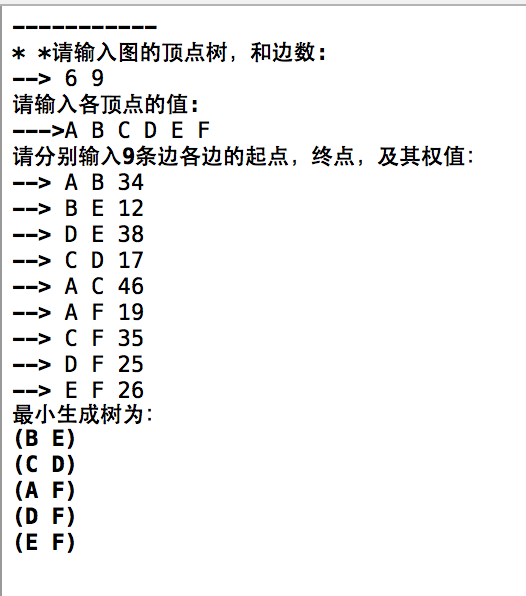 -----------
* *请输入图的顶点树，和边数:
--> 6 9
请输入各顶点的值:
--->A B C D E F
请分别输入9条边各边的起点，终点，及其权值:
--> A B 34
--> B E 12
--> D E 38
--> C D 17
--> A C 46
--> A F 19
--> C F 35
--> D F 25
--> E F 26
最小生成树为:
(B E)
(C D)
(A F)
(D F)
(E F)